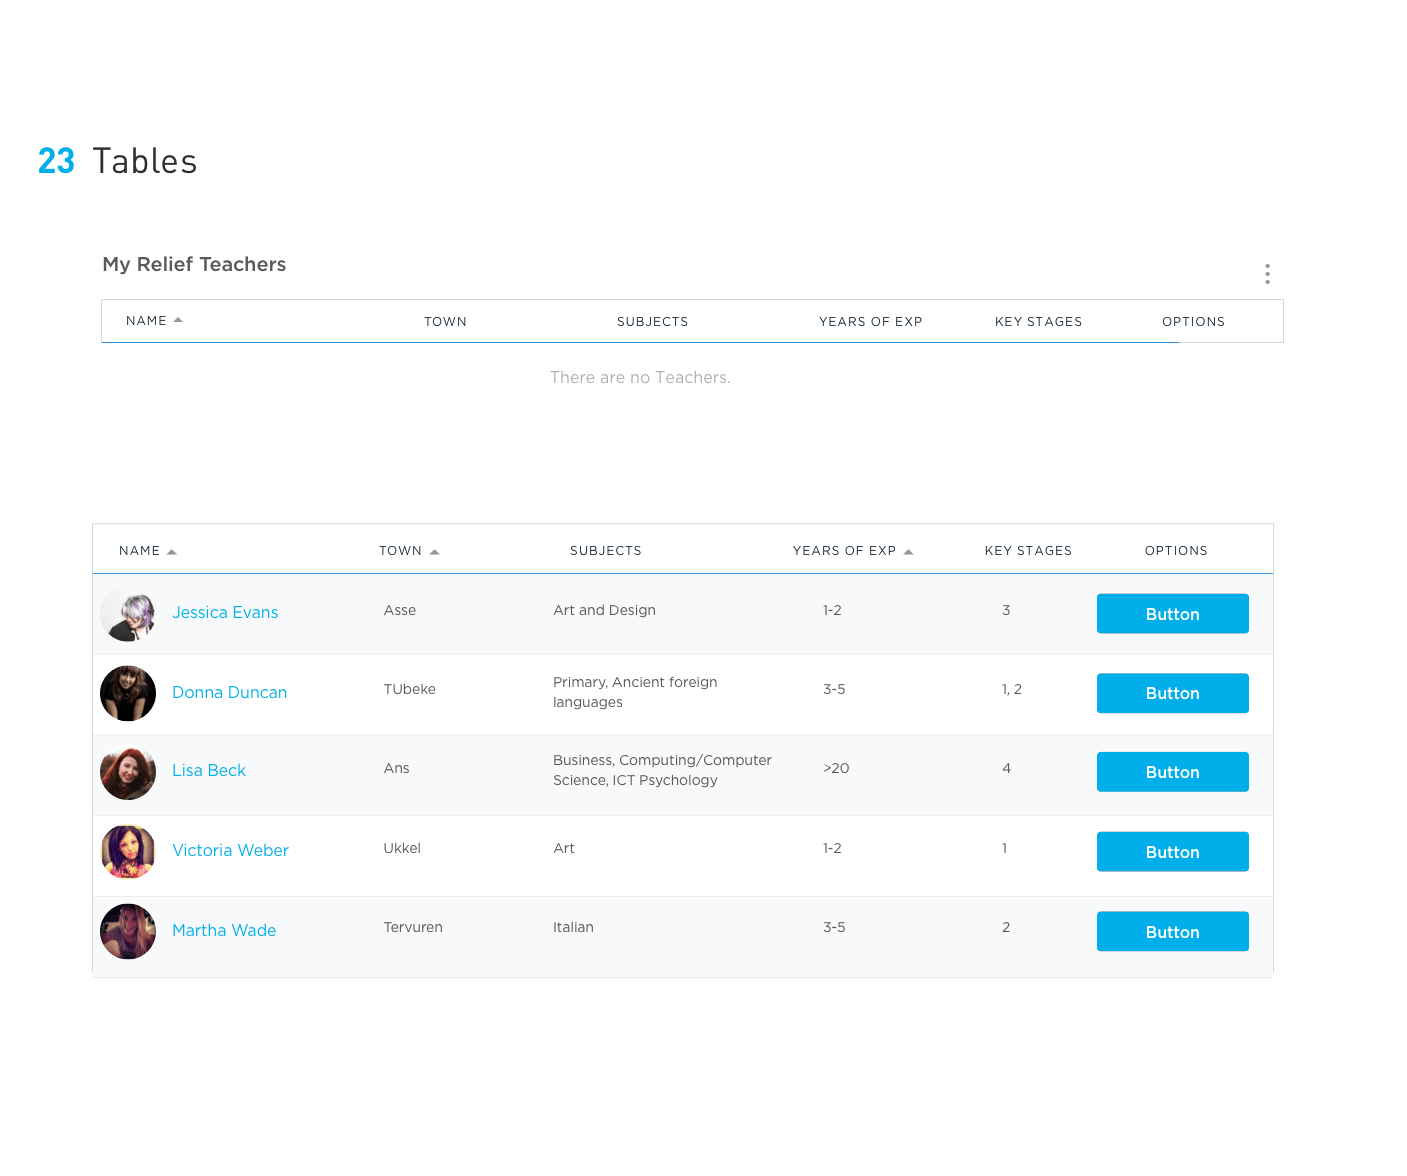 23 Tables
My Relief Teachers
NAME TOWN SUBJECTS YEARS OF EXP KEY STAGES OPTIONS
There are no Teachers.
NAME TOWN SUBJECTS YEARS OF EXP KEY STAGES OPTIONS
Jessica Evans Asse Art and Design 1-2 3 Button
Donna Duncan TUbeke Primary, Ancient foreign 3-5 1, 2 Button
languages
Lisa Beck Ans Business, Computing/Computer >20 4 Button
Science, ICT Psychology
Victoria Weber Ukkel Art 1-2 1 Button
Martha Wade Tervuren Italian 3-5 2 Button